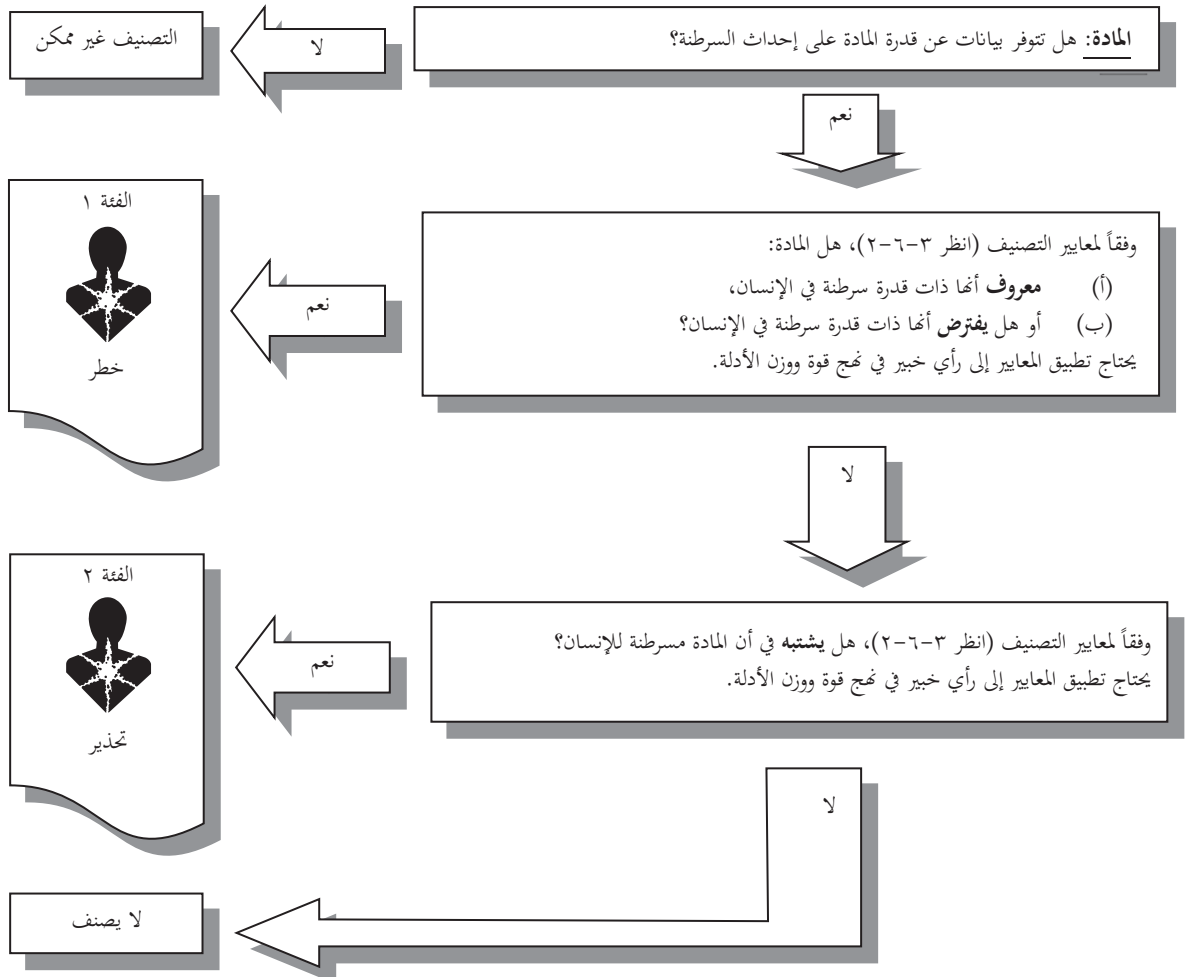 المادة: هل تتوفر بيانات عن قدرة المادة على إحداث السرطنة؟
لا
التصنيف غير ممكن
نعم
وفقاً لمعايير التصنيف (انظر ٣-٦-٢)، هل المادة:
(أ) معروف أنها ذات قدرة سرطنة في الإنسان،
(ب) أو هل يفترض أنها ذات قدرة سرطنة في الإنسان؟
يحتاج تطبيق المعايير إلى رأي خبير في نهج قوة ووزن الأدلة.
نعم
الفئة ١
خطر
لا
وفقاً لمعايير التصنيف (انظر ٣-٦-٢)، هل يشتبه في أن المادة مسرطنة للإنسان؟
يحتاج تطبيق المعايير إلى رأي خبير في نهج قوة ووزن الأدلة.
نعم
الفئة ٢
تحذير
لا
لا يصنف